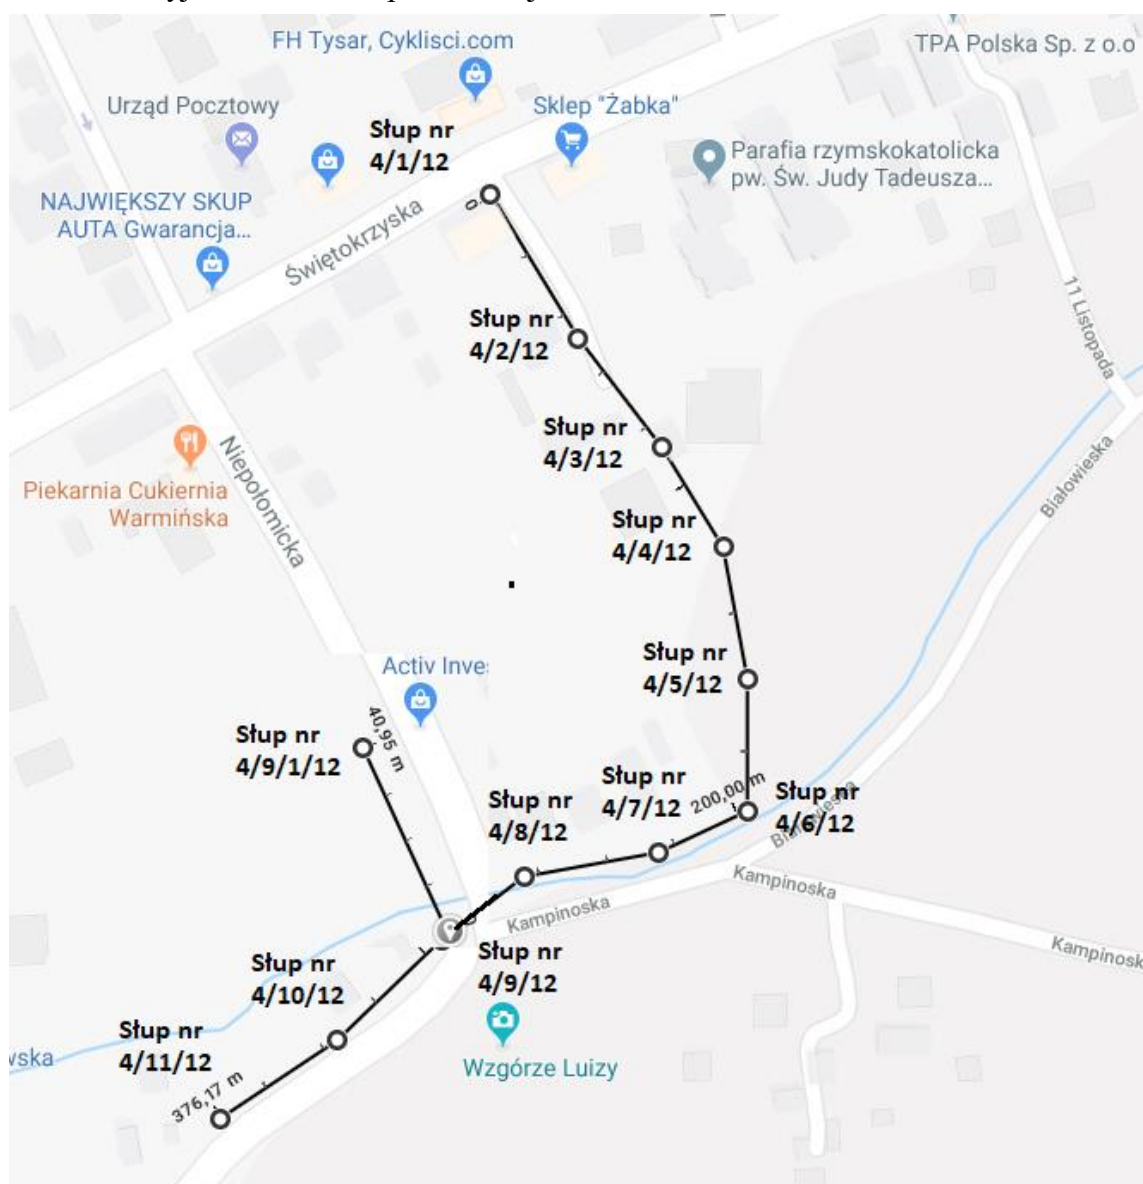 FH Tysar, Cyklisci.com
TPA Polska Sp. z o.o
Urząd Pocztowy
Sklep "Żabka"
Słup nr
4/1/12
Parafia rzymskokatolicka
pw. Św. Judy Tadeusza...
NAJWIĘKSZY SKUP
AUTA Gwarancja...
Świętokrzyska
11 Listopada
Słup nr
4/2/12
Słup nr
4/3/12
Niepołomicka
Białowieska
Piekarnia Cukiernia
Warmińska
Słup nr
4/4/12
Activ Inve
Słup nr
4/5/12
40,95 m
Słup nr
4/9/1/12
Słup nr
4/7/12
200,00 m
Słup nr
4/6/12
Białowieska
Słup nr
4/8/12
Kampinoska
Kampinoska
Kampinosk
Słup nr
4/9/12
Słup nr
4/10/12
Słup nr
4/11/12
wska
376,17 m
Wzgórze Luizy